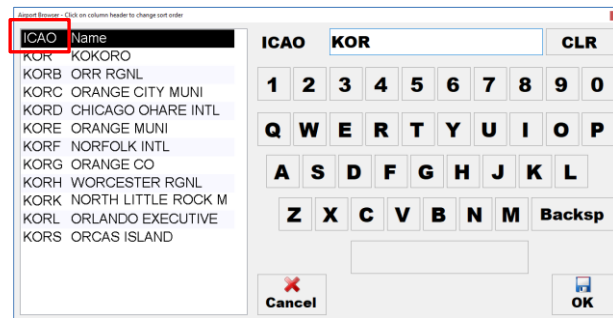 Airport Browser - Click on column header to change sort order
ICAO Name
KOR KOKORO
KORB ORR RGNL
KORC ORANGE CITY MUNI
KORD CHICAGO OHARE INTL
KORE ORANGE MUNI
KORF NORFOLK INTL
KORG ORANGE CO
KORH WORCESTER RGNL
KORK NORTH LITTLE ROCK M
KORL ORLANDO EXECUTIVE
KORS ORCAS ISLAND
ICAO KOR CLR
1 2 3 4 5 6 7 8 9 0
Q W E R T Y U I O P
A S D F G H J K L
Z X C V B N M Backsp
Cancel OK